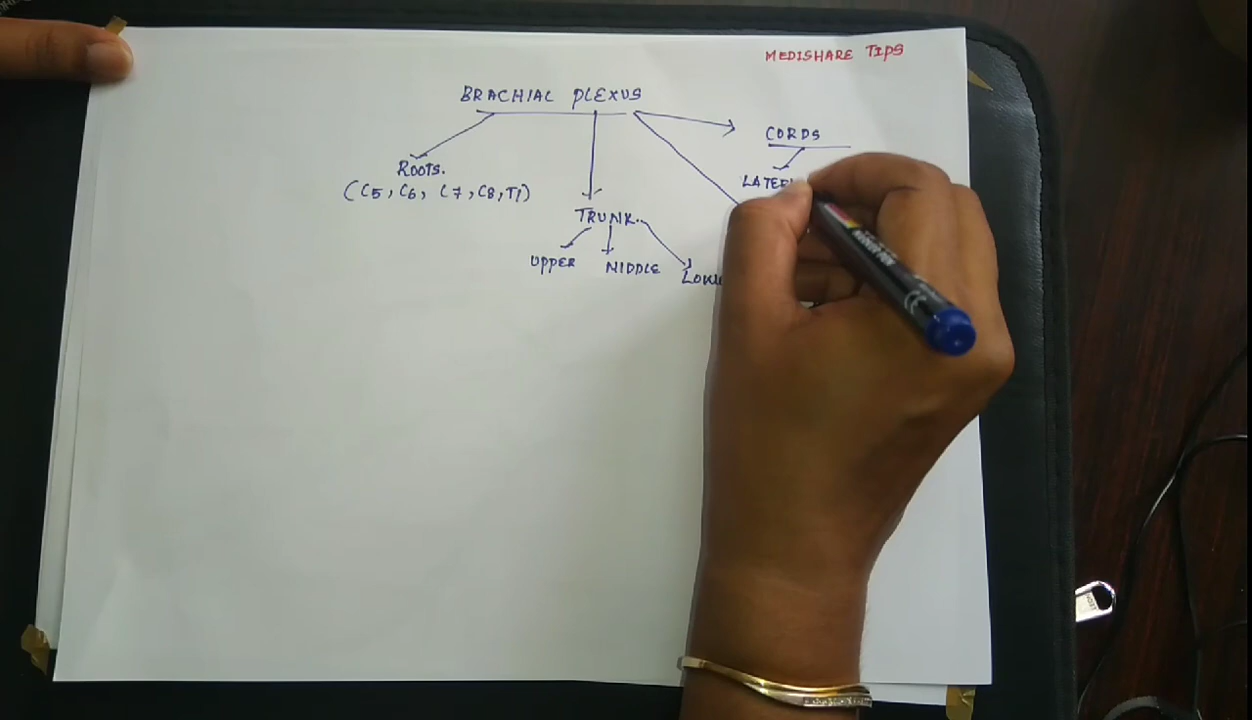 MEDISHARE TIPS
BRACHIAL PLEXUS
CORDS
ROOTS.
(C5, C6, C7, C8, T1)
TRUNK.
UPPER
MIDDLE